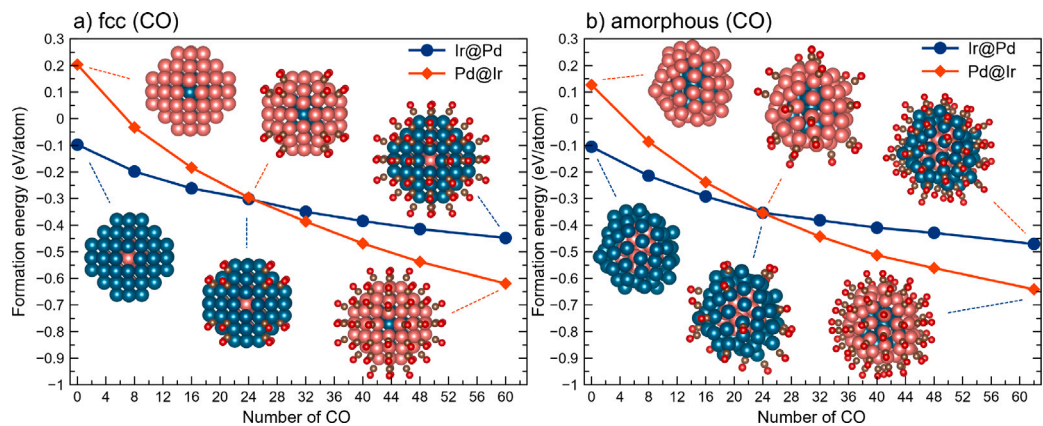 a) fcc (CO)
Formation energy (eV/atom)
0.3
0.2
0.1
0
−0.1
−0.2
−0.3
−0.4
−0.5
−0.6
−0.7
−0.8
−0.9
−1
Ir@Pd
Pd@Ir
0 4 8 12 16 20 24 28 32 36 40 44 48 52 56 60
Number of CO
b) amorphous (CO)
Formation energy (eV/atom)
0.3
0.2
0.1
0
−0.1
−0.2
−0.3
−0.4
−0.5
−0.6
−0.7
−0.8
−0.9
−1
Ir@Pd
Pd@Ir
0 4 8 12 16 20 24 28 32 36 40 44 48 52 56 60
Number of CO